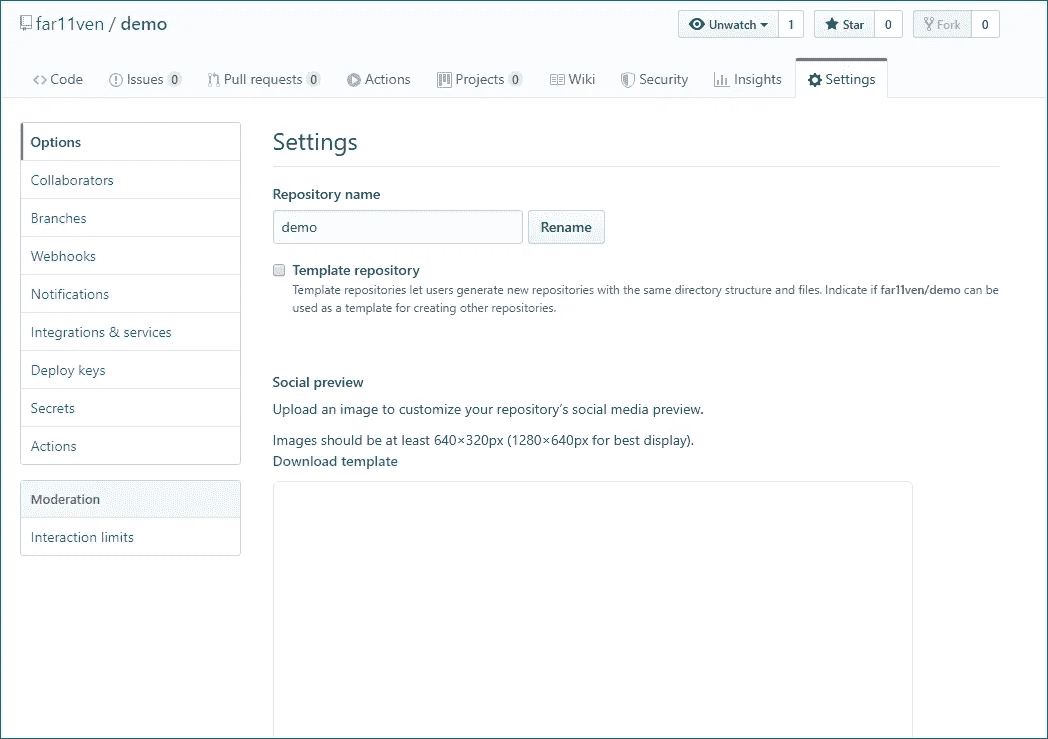 far11ven / demo
Unwatch 1 Star 0 Fork 0
Code Issues 0 Pull requests 0 Actions Projects 0 Wiki Security Insights Settings
Options
Collaborators
Branches
Webhooks
Notifications
Integrations & services
Deploy keys
Secrets
Actions
Moderation
Interaction limits
Settings
Repository name
demo Rename
Template repository
Template repositories let users generate new repositories with the same directory structure and files. Indicate if far11ven/demo can be
used as a template for creating other repositories.
Social preview
Upload an image to customize your repository’s social media preview.
Images should be at least 640×320px (1280×640px for best display).
Download template